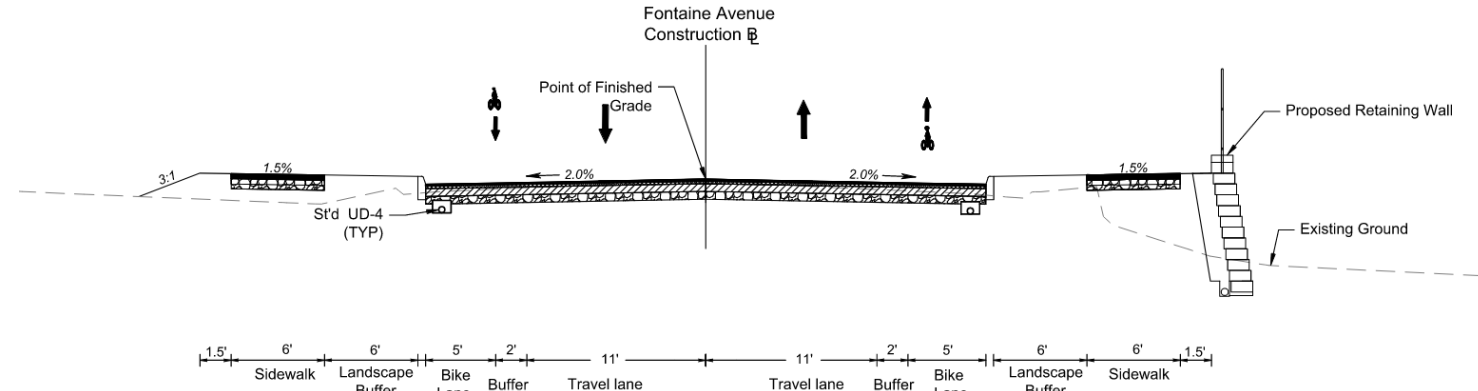 Fontaine Avenue
Construction BL
Point of Finished
Grade
Proposed Retaining Wall
3:1
1.5%
2.0%
2.0%
1.5%
St'd UD-4
(TYP)
Existing Ground
1.5' 6' 6' 5' 2' 11' 11' 2' 5' 6' 6' 1.5'
Sidewalk Landscape Bike Buffer Travel lane Travel lane Buffer Bike Landscape Sidewalk
Buffer Lane Lane Buffer